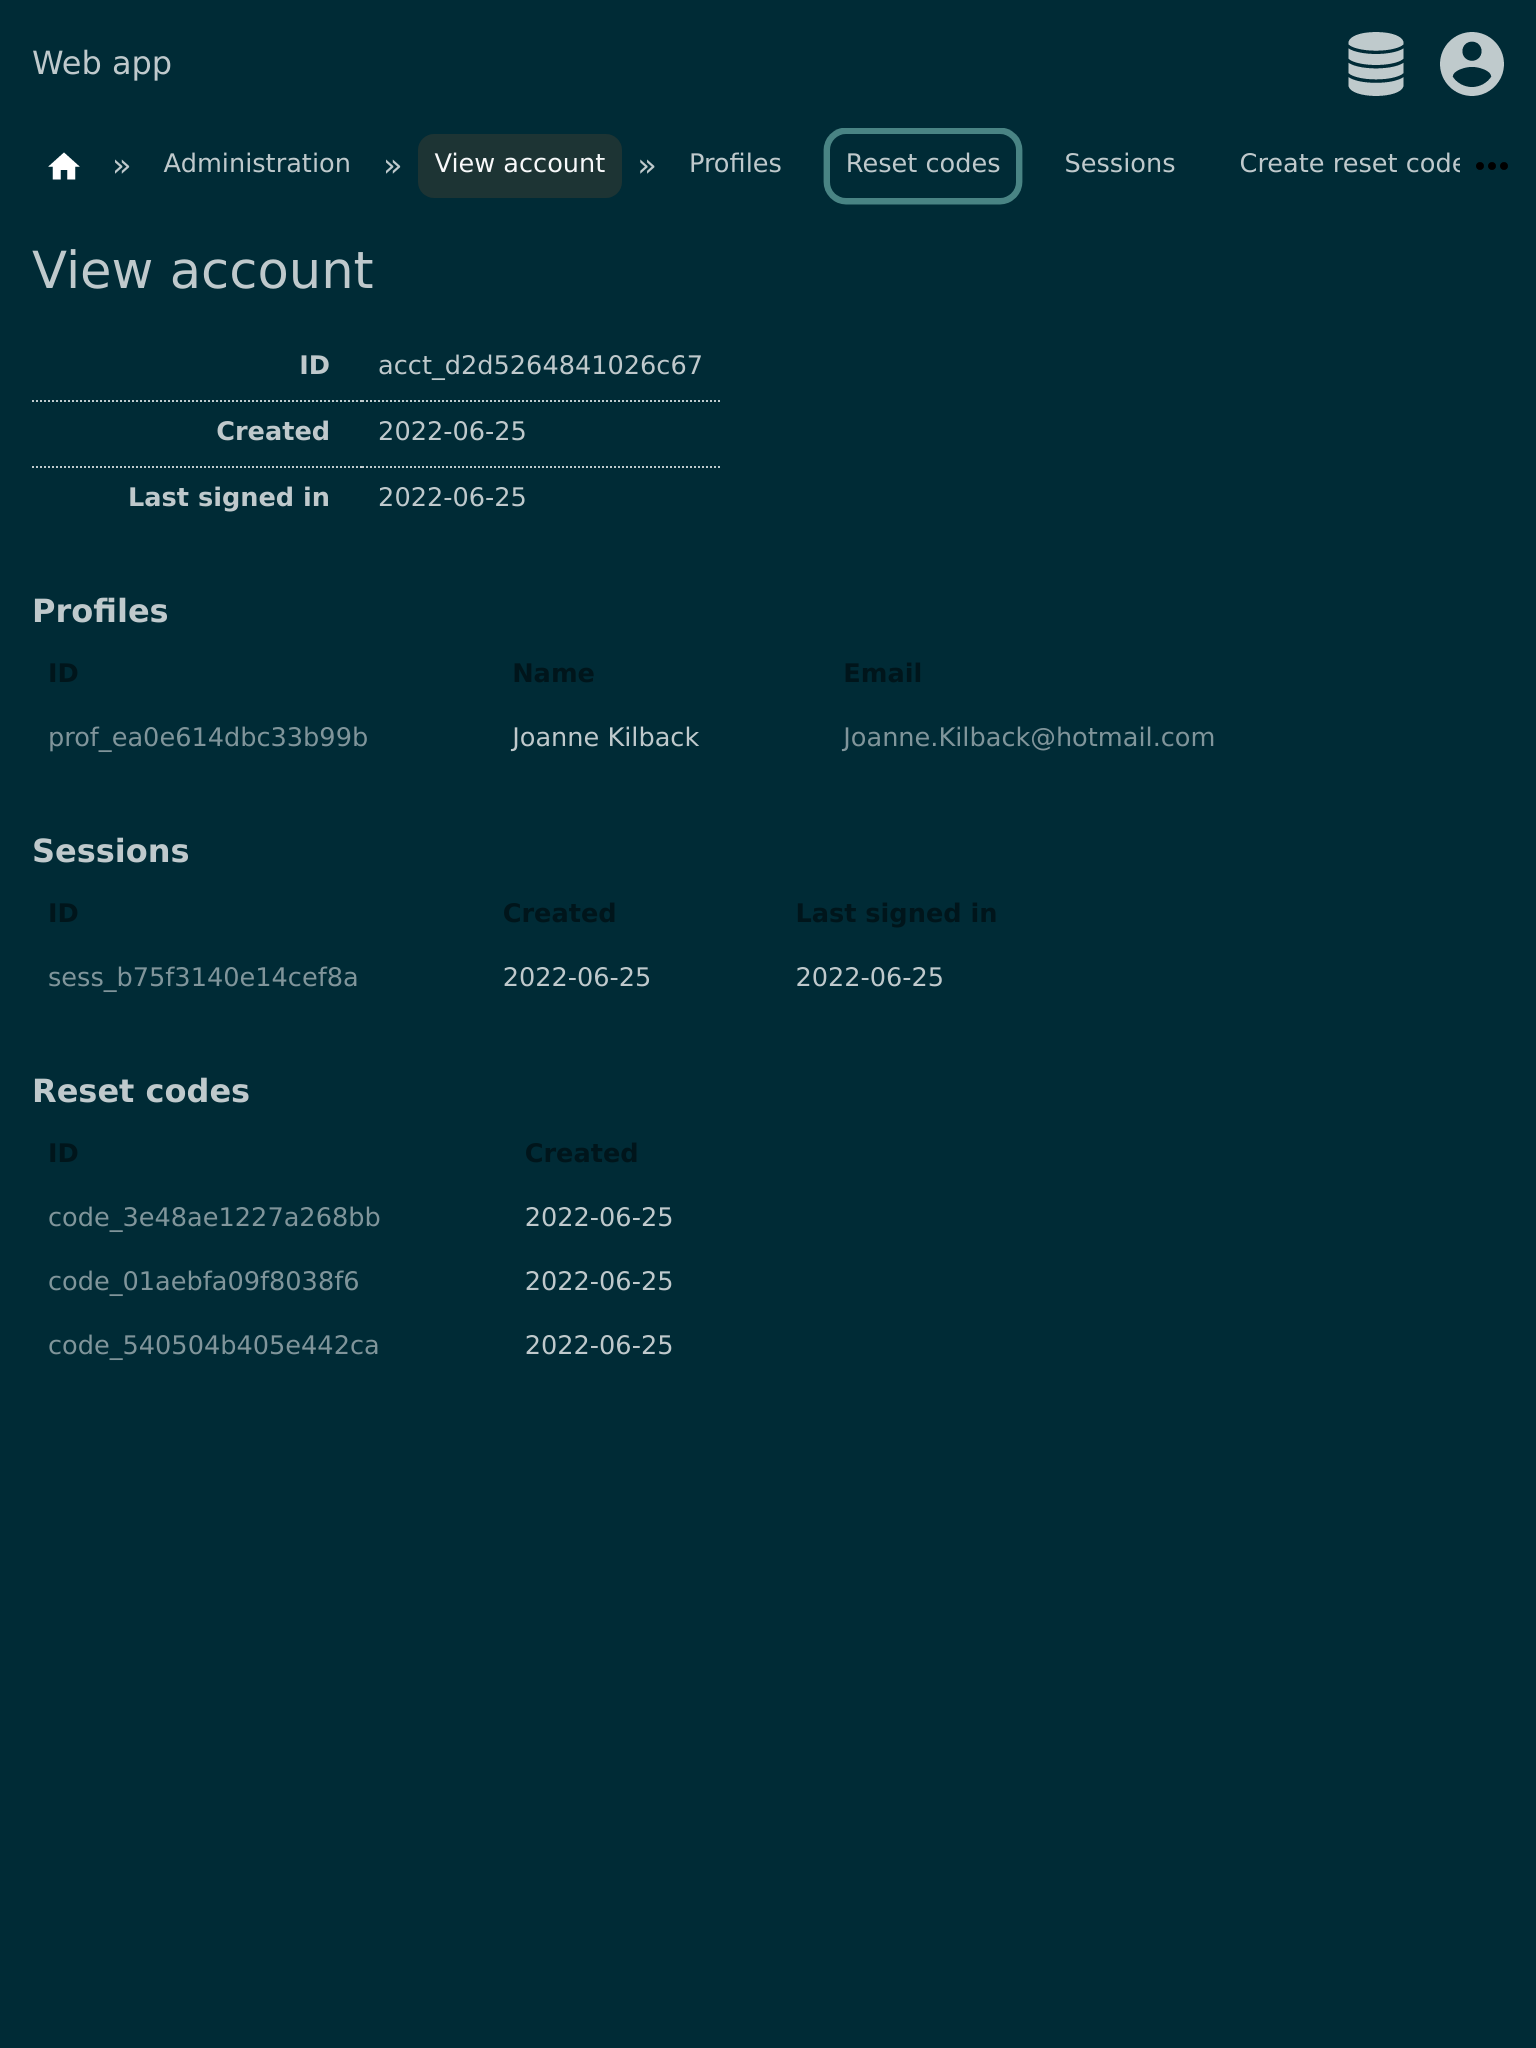 Web app
» Administration » View account » Profiles Reset codes Sessions Create reset code •••
View account
ID acct_d2d5264841026c67
Created 2022-06-25
Last signed in 2022-06-25
Profiles
ID Name Email
prof_ea0e614dbc33b99b Joanne Kilback Joanne.Kilback@hotmail.com
Sessions
ID Created Last signed in
sess_b75f3140e14cef8a 2022-06-25 2022-06-25
Reset codes
ID Created
code_3e48ae1227a268bb 2022-06-25
code_01aebfa09f8038f6 2022-06-25
code_540504b405e442ca 2022-06-25